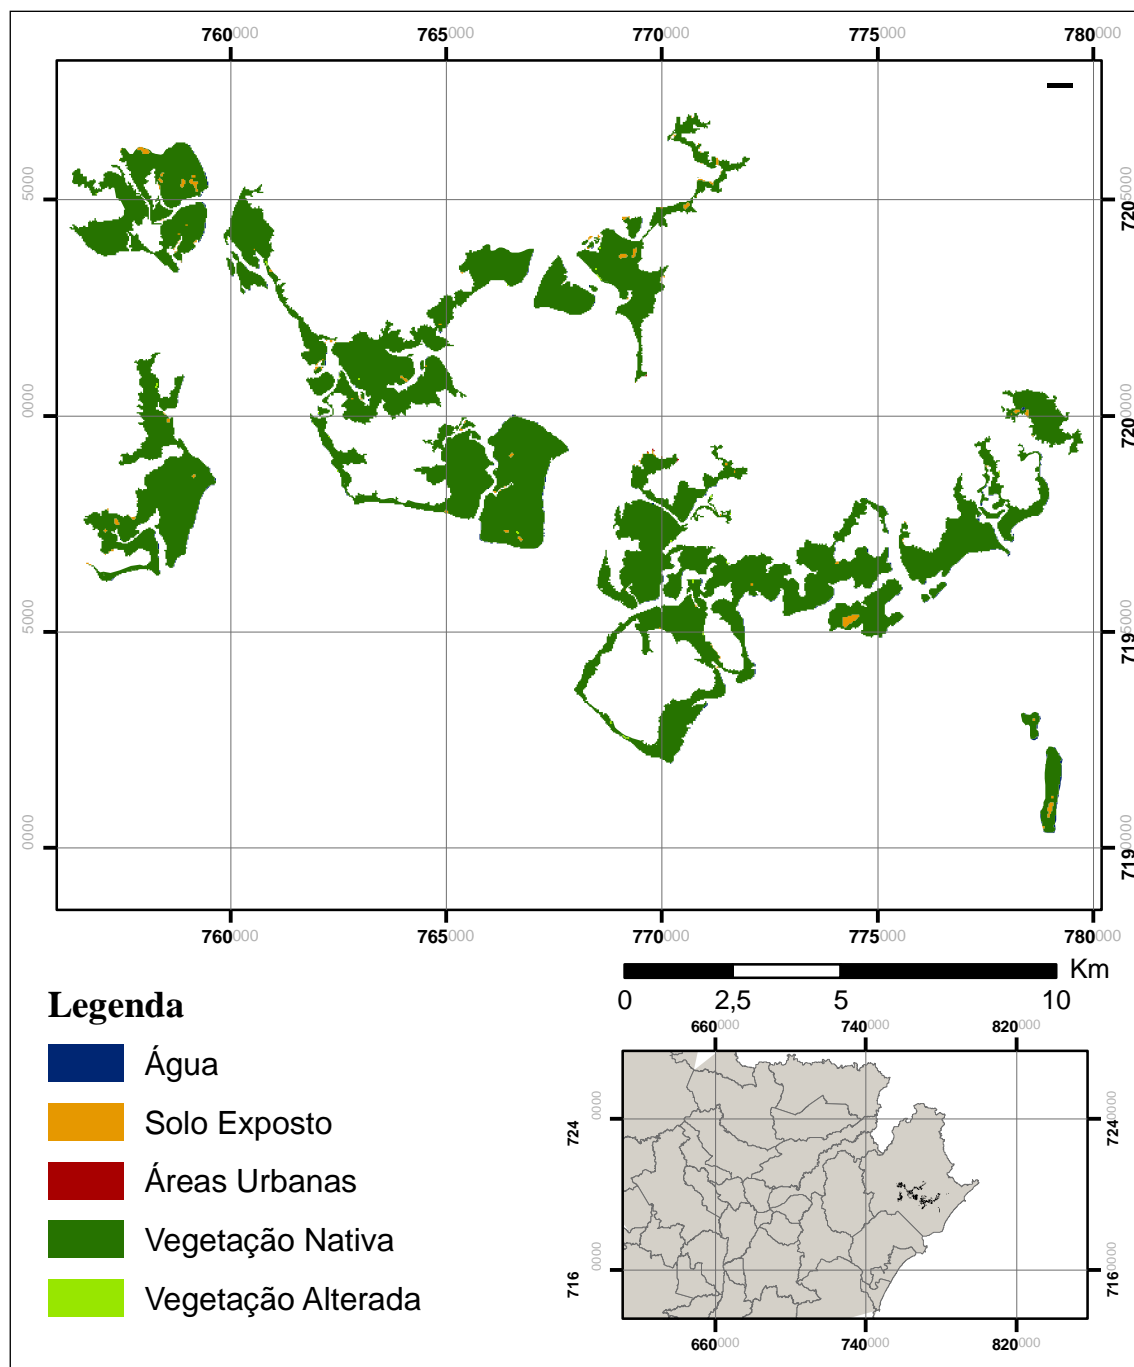 760000 765000 770000 775000 780000
7205000
5000
7200000
0000
7195000
5000
7190000
0000
760000 765000 770000 775000 780000
Km
0 2,5 5 10
Legenda
Água
Solo Exposto
Áreas Urbanas
Vegetação Nativa
Vegetação Alterada
660000 740000 820000
7240000 7240000
7160000 7160000
660000 740000 820000